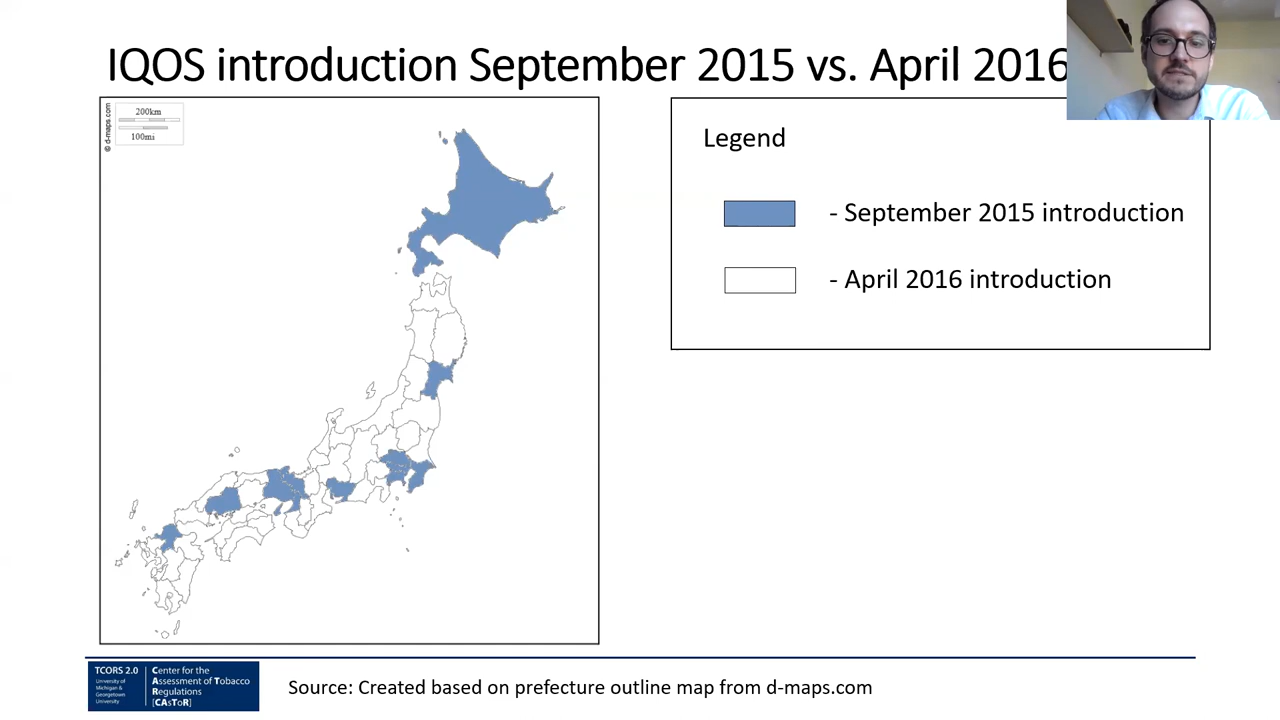 IQOS introduction September 2015 vs. April 2016
© d-maps.com
200km
100mi
Legend
- September 2015 introduction
- April 2016 introduction
TCORS 2.0
University of
Michigan &
Georgetown
University
Center for the
Assessment of Tobacco
Regulations
[CAsToR]
Source: Created based on prefecture outline map from d-maps.com